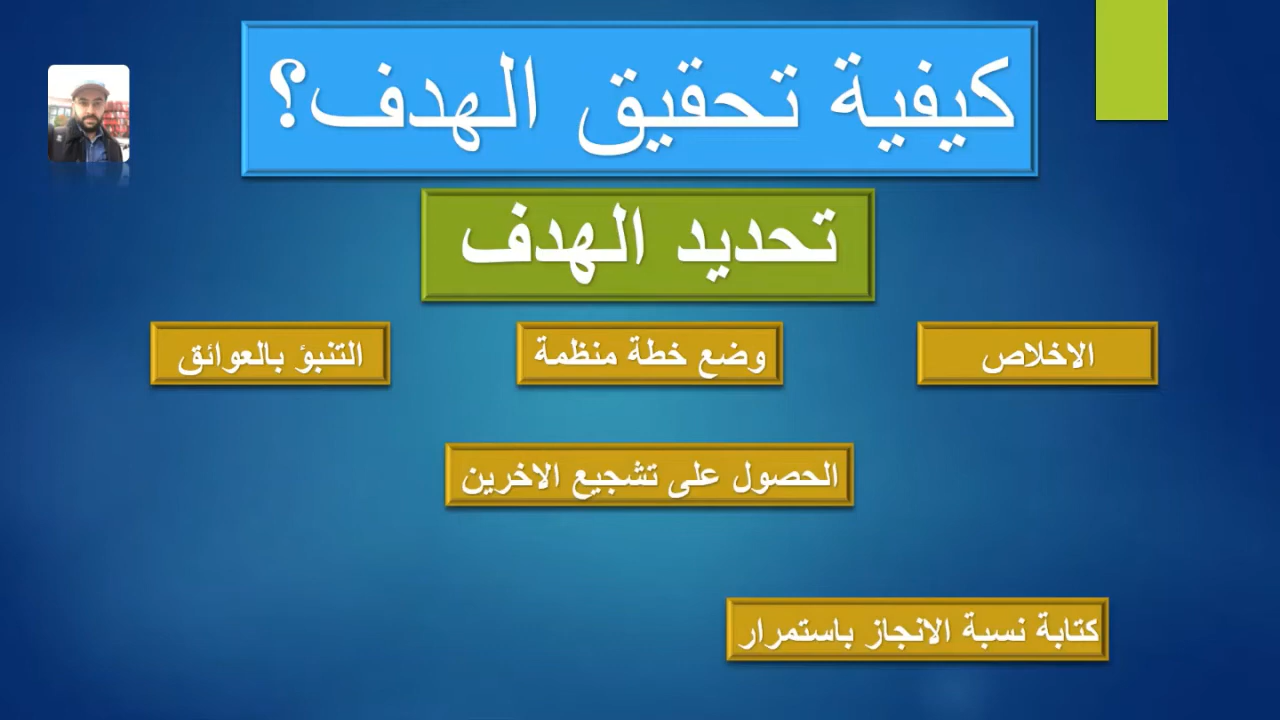 كيفية تحقيق الهدف؟
تحديد الهدف
الاخلاص
وضع خطة منظمة
التنبؤ بالعوائق
الحصول على تشجيع الاخرين
كتابة نسبة الانجاز باستمرار